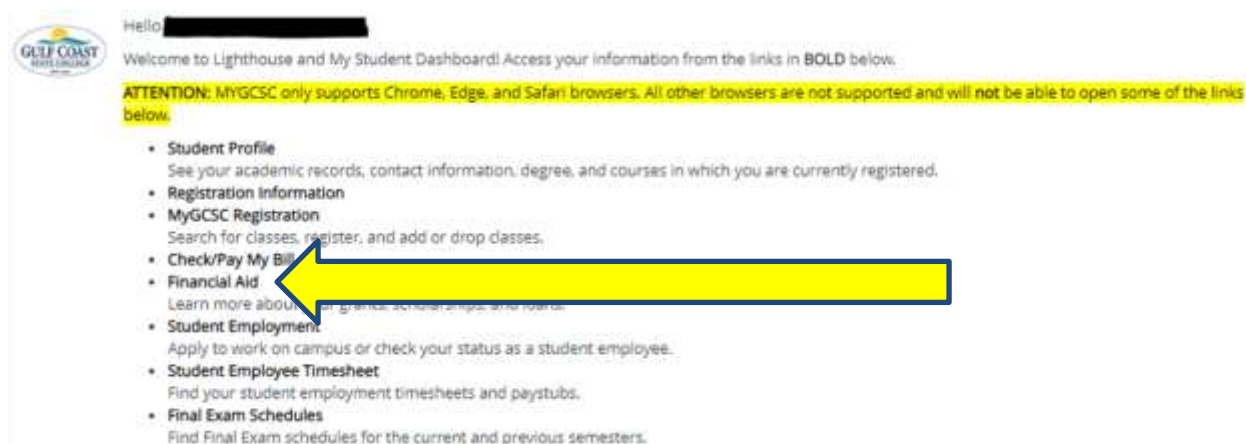 Hello
GULF COAST
STATE COLLEGE
Welcome to Lighthouse and My Student Dashboard! Access your information from the links in BOLD below.
ATTENTION: MYGCSC only supports Chrome, Edge, and Safari browsers. All other browsers are not supported and will not be able to open some of the links
below.
• Student Profile
See your academic records, contact information, degree, and courses in which you are currently registered.
• Registration Information
• MyGCSC Registration
Search for classes, register, and add or drop classes.
• Check/Pay My Bill
• Financial Aid
Learn more about grants, scholarships, and loans.
• Student Employment
Apply to work on campus or check your status as a student employee.
• Student Employee Timesheet
Find your student employment timesheets and paystubs.
• Final Exam Schedules
Find Final Exam schedules for the current and previous semesters.